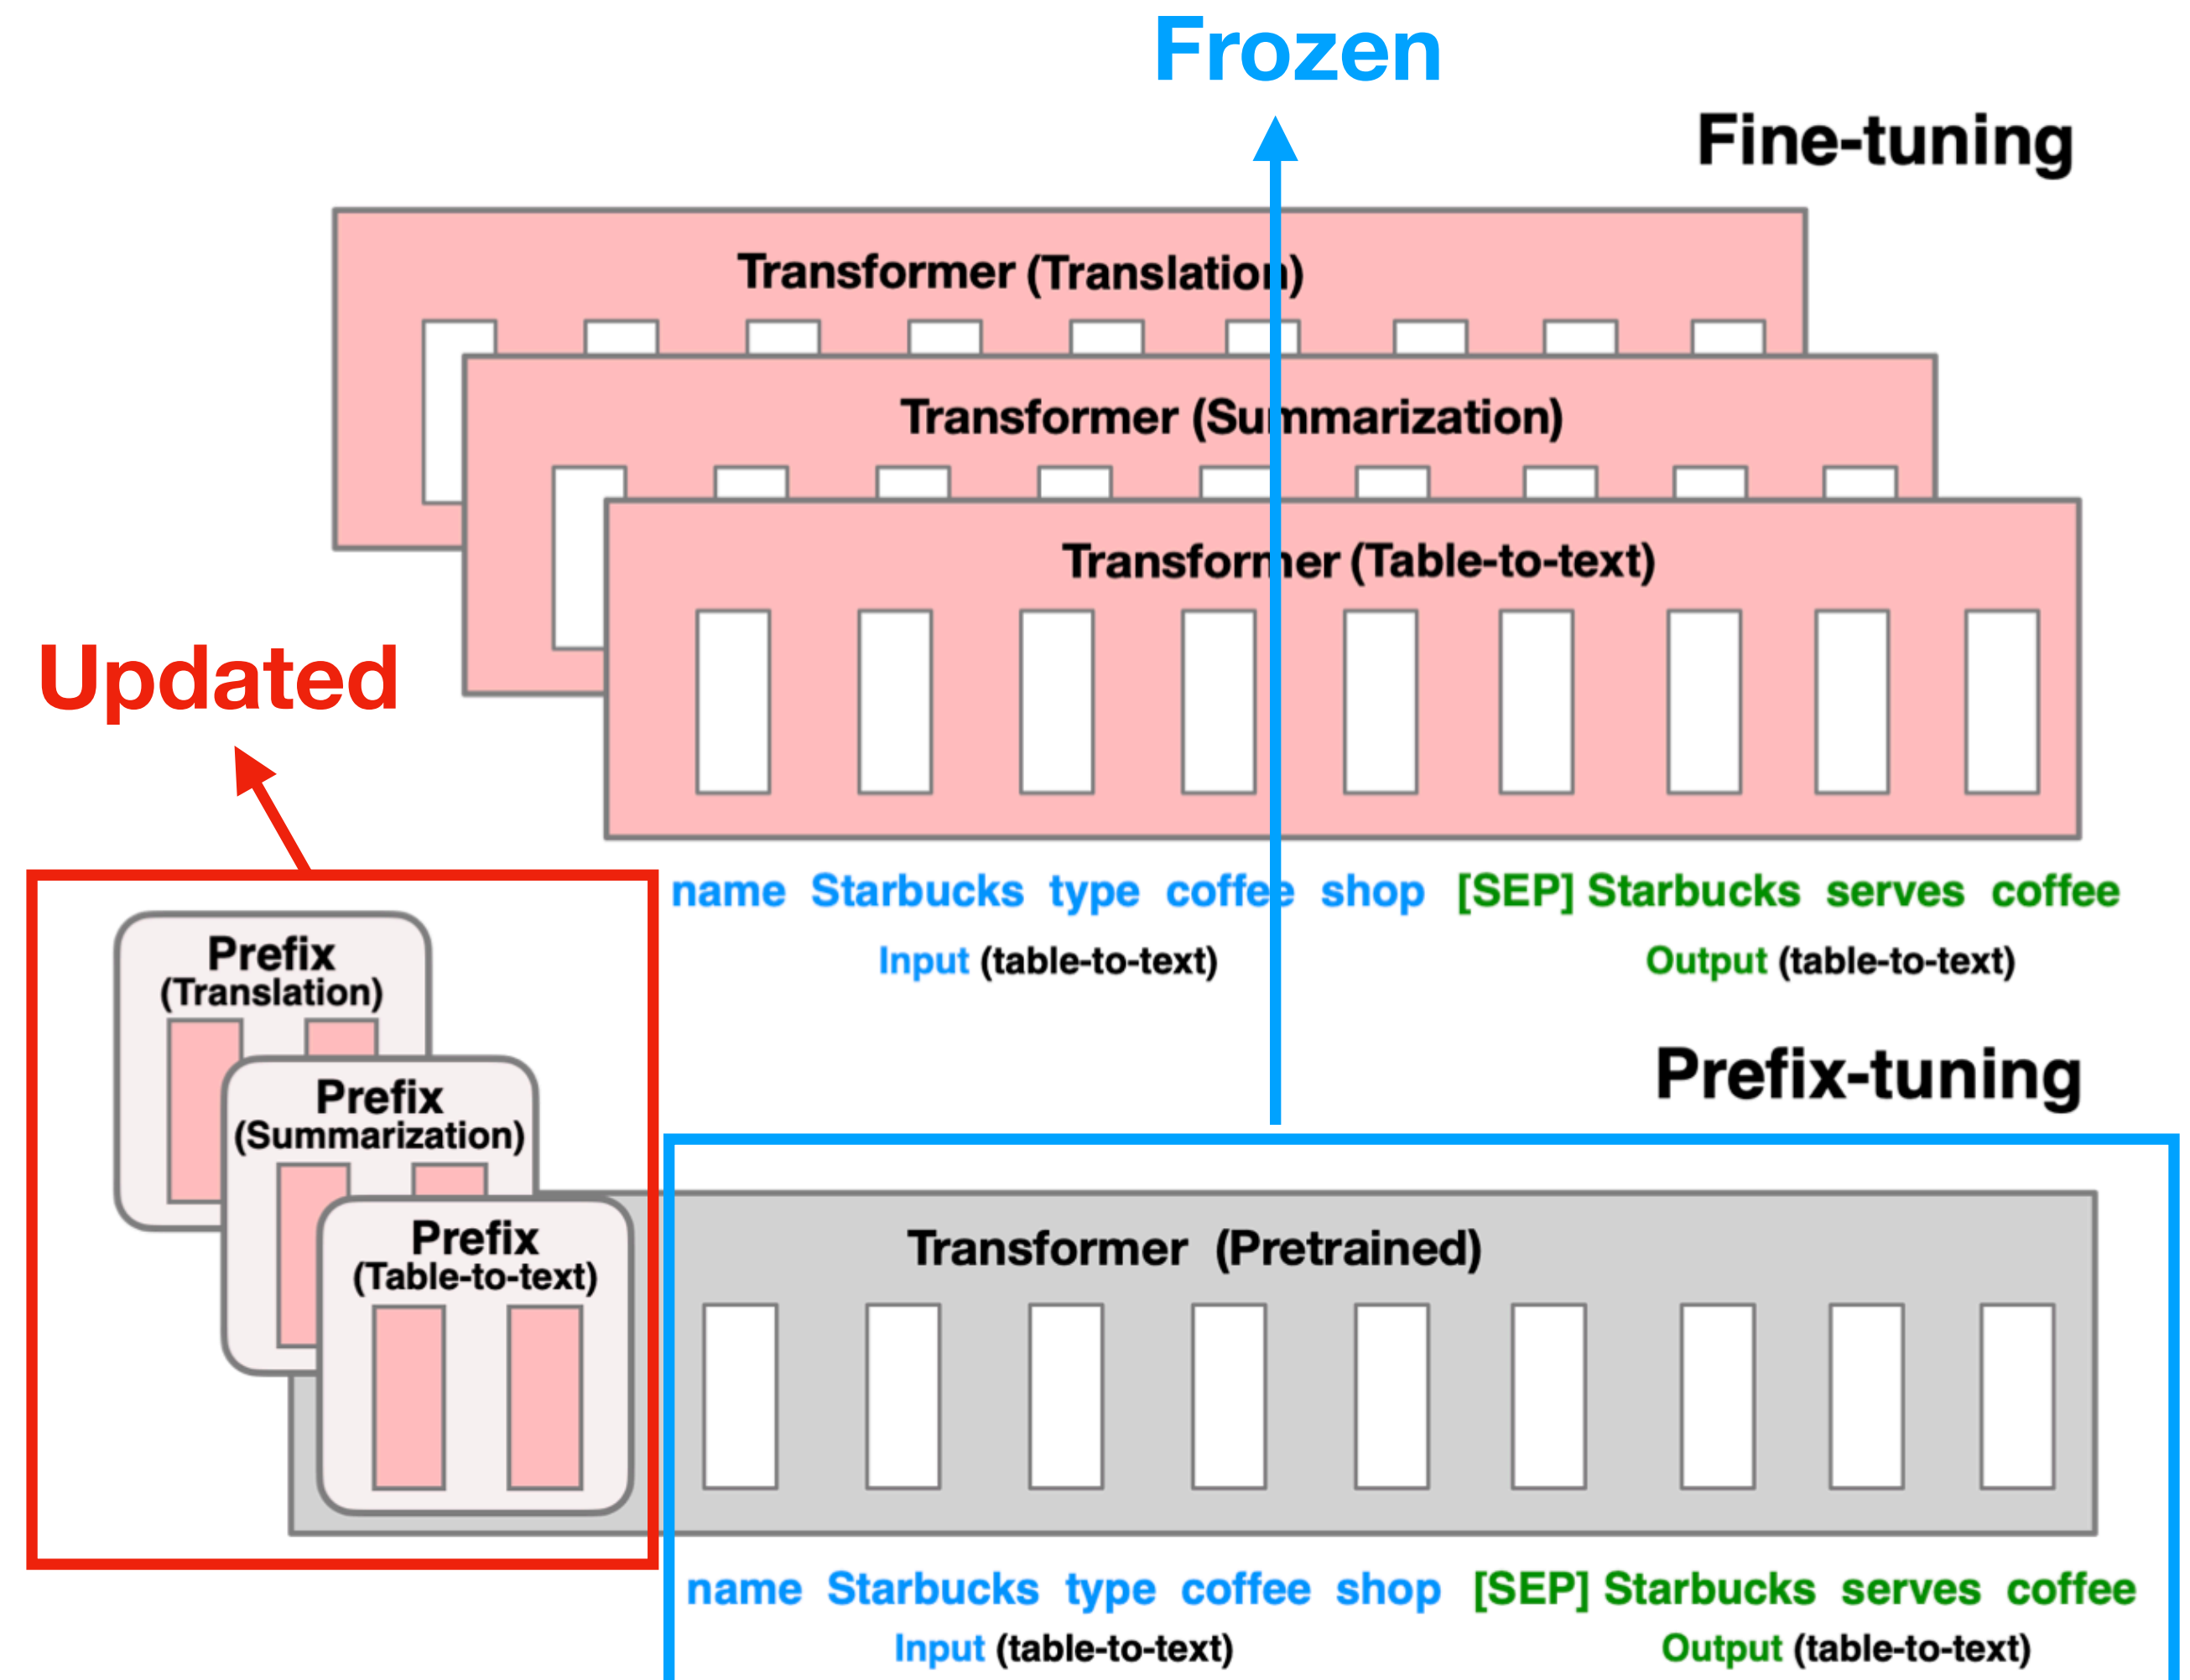 Frozen
Fine-tuning
Transformer (Translation)
Transformer (Summarization)
Transformer (Table-to-text)
Updated
name Starbucks type coffee shop [SEP] Starbucks serves coffee
Input (table-to-text) Output (table-to-text)
Prefix
(Translation)
Prefix-tuning
Prefix
(Summarization)
Prefix
(Table-to-text)
Transformer (Pretrained)
name Starbucks type coffee shop [SEP] Starbucks serves coffee
Input (table-to-text) Output (table-to-text)